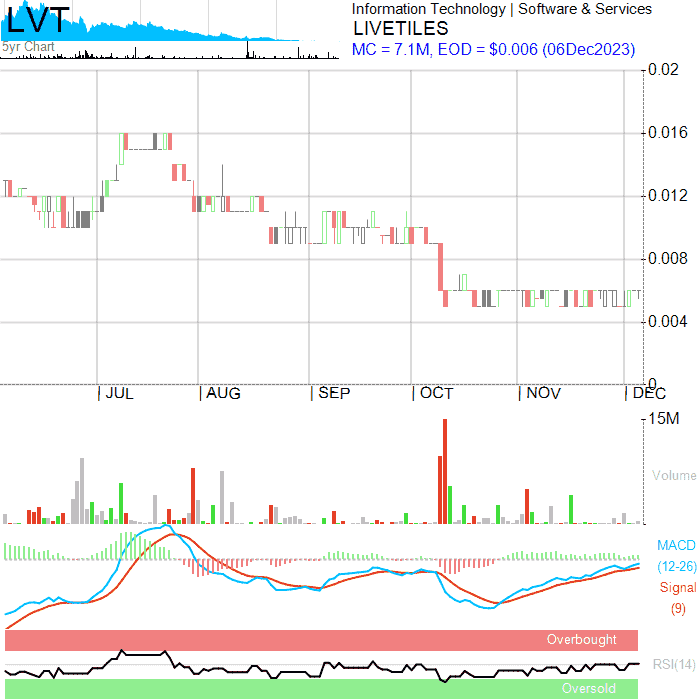 LVT
5yr Chart
Information Technology | Software & Services
LIVETILES
MC = 7.1M, EOD = $0.006 (06Dec2023)
0.02
0.016
0.012
0.008
0.004
0
| JUL | AUG | SEP | OCT | NOV | DEC
15M
Volume
MACD
(12-26)
Signal
(9)
Overbought
RSI(14)
Oversold